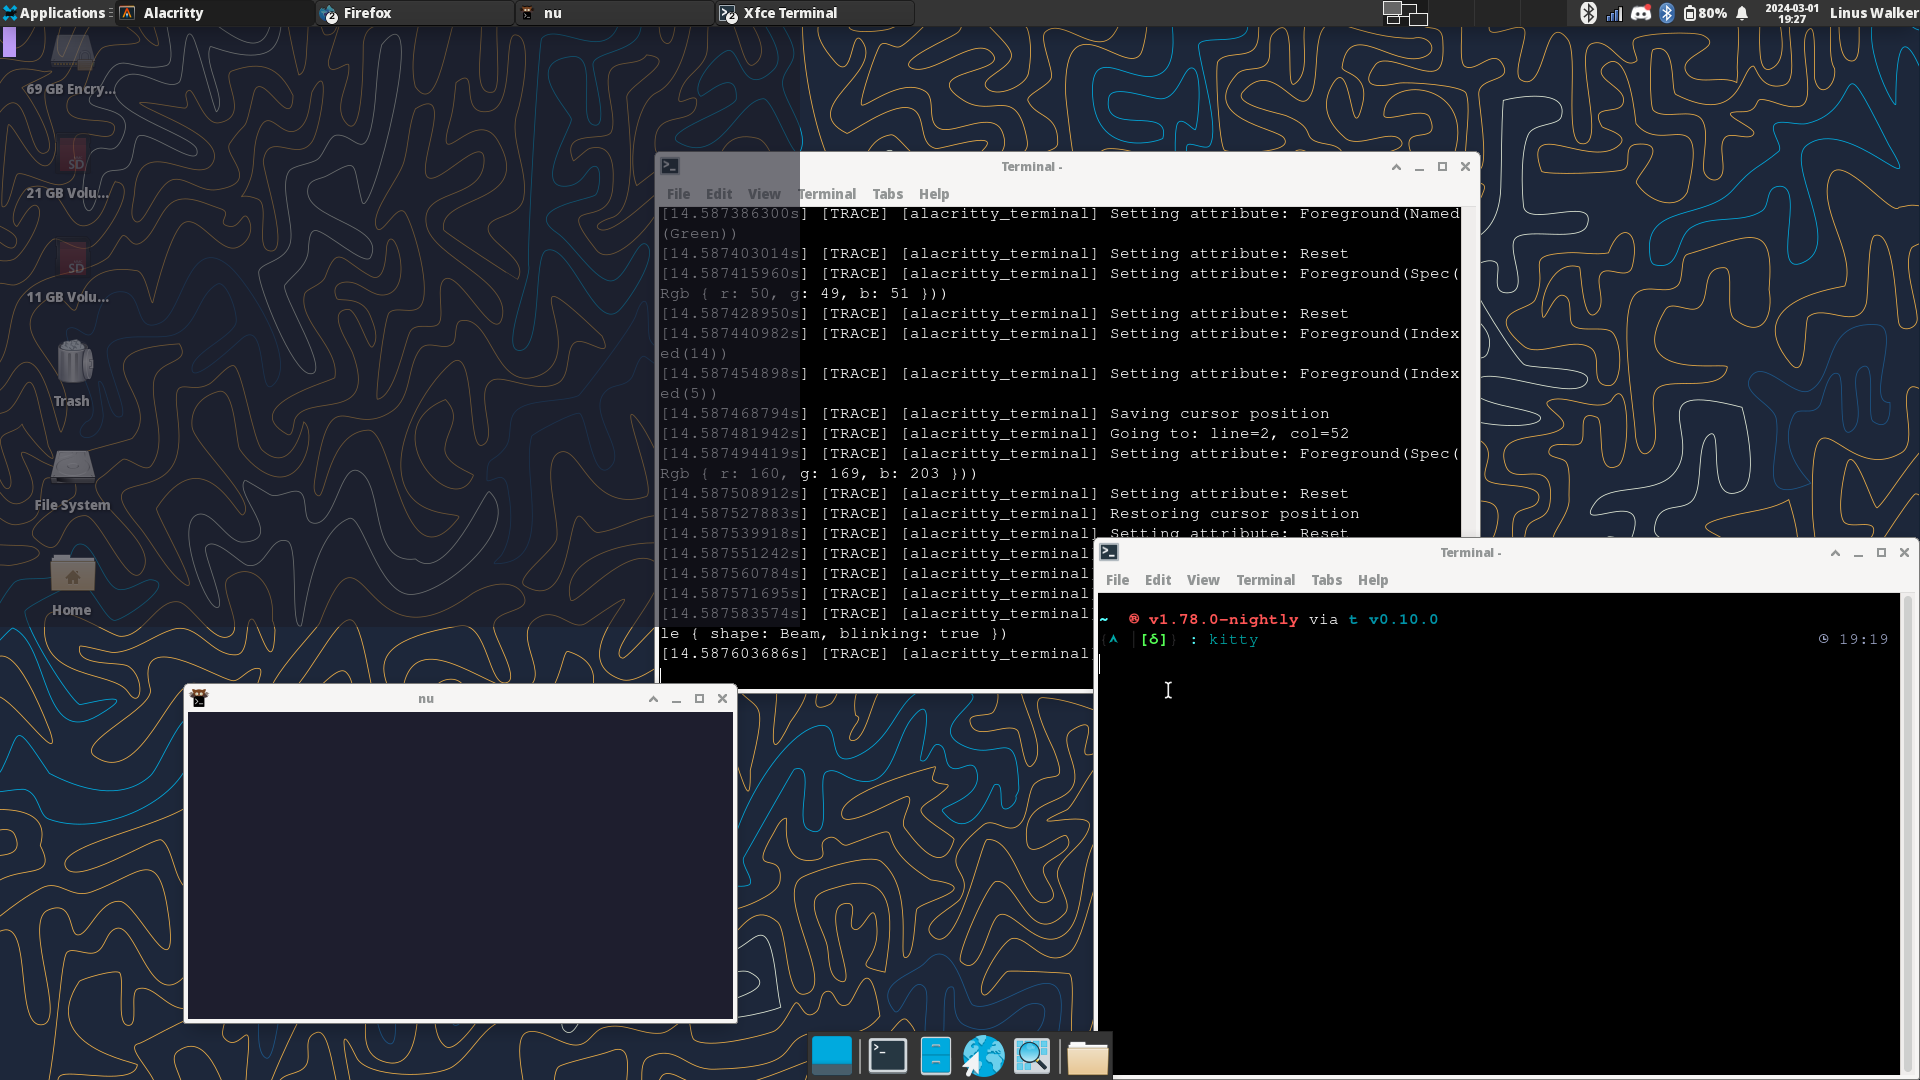 Applications
Alacritty
2
Firefox
nu
2
Xfce Terminal
80%
2024-03-01
19:27
Linus Walker
69 GB Encry...
SD
21 GB Volu...
SD
11 GB Volu...
Trash
File System
Home
Terminal -
File Edit View Terminal Tabs Help
[14.587386300s] [TRACE] [alacritty_terminal] Setting attribute: Foreground(Named
(Green))
[14.587403014s] [TRACE] [alacritty_terminal] Setting attribute: Reset
[14.587415960s] [TRACE] [alacritty_terminal] Setting attribute: Foreground(Spec(
Rgb { r: 50, g: 49, b: 51 }))
[14.587428950s] [TRACE] [alacritty_terminal] Setting attribute: Reset
[14.587440982s] [TRACE] [alacritty_terminal] Setting attribute: Foreground(Index
ed(14))
[14.587454898s] [TRACE] [alacritty_terminal] Setting attribute: Foreground(Index
ed(5))
[14.587468794s] [TRACE] [alacritty_terminal] Saving cursor position
[14.587481942s] [TRACE] [alacritty_terminal] Going to: line=2, col=52
[14.587494419s] [TRACE] [alacritty_terminal] Setting attribute: Foreground(Spec(
Rgb { r: 160, g: 169, b: 203 }))
[14.587508912s] [TRACE] [alacritty_terminal] Setting attribute: Reset
[14.587527883s] [TRACE] [alacritty_terminal] Restoring cursor position
[14.587539918s] [TRACE] [alacritty_terminal] Setting attribute: Reset
[14.587551242s] [TRACE] [alacritty_terminal]
[14.587560784s] [TRACE] [alacritty_terminal]
[14.587571695s] [TRACE] [alacritty_terminal]
[14.587583574s] [TRACE] [alacritty_terminal]
le { shape: Beam, blinking: true })
[14.587603686s] [TRACE] [alacritty_terminal]
Terminal -
File Edit View Terminal Tabs Help
~ ® v1.78.0-nightly via t v0.10.0
[δ] : kitty 19:19
nu